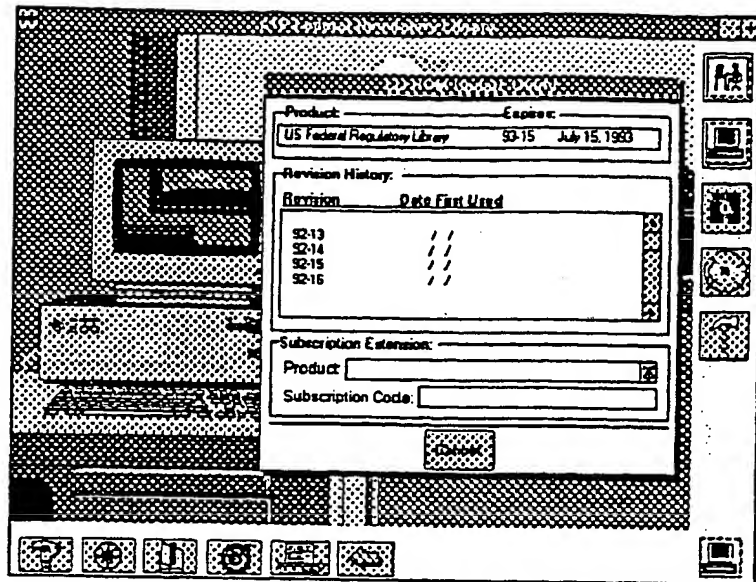 Product: Expires:
US Federal Regulatory Library 93-15 July 15, 1993
Revision History:
Revision Date First Used
92-13 / /
92-14 / /
92-15 / /
92-16 / /
Subscription Extension:
Product
Subscription Code:
Cancel